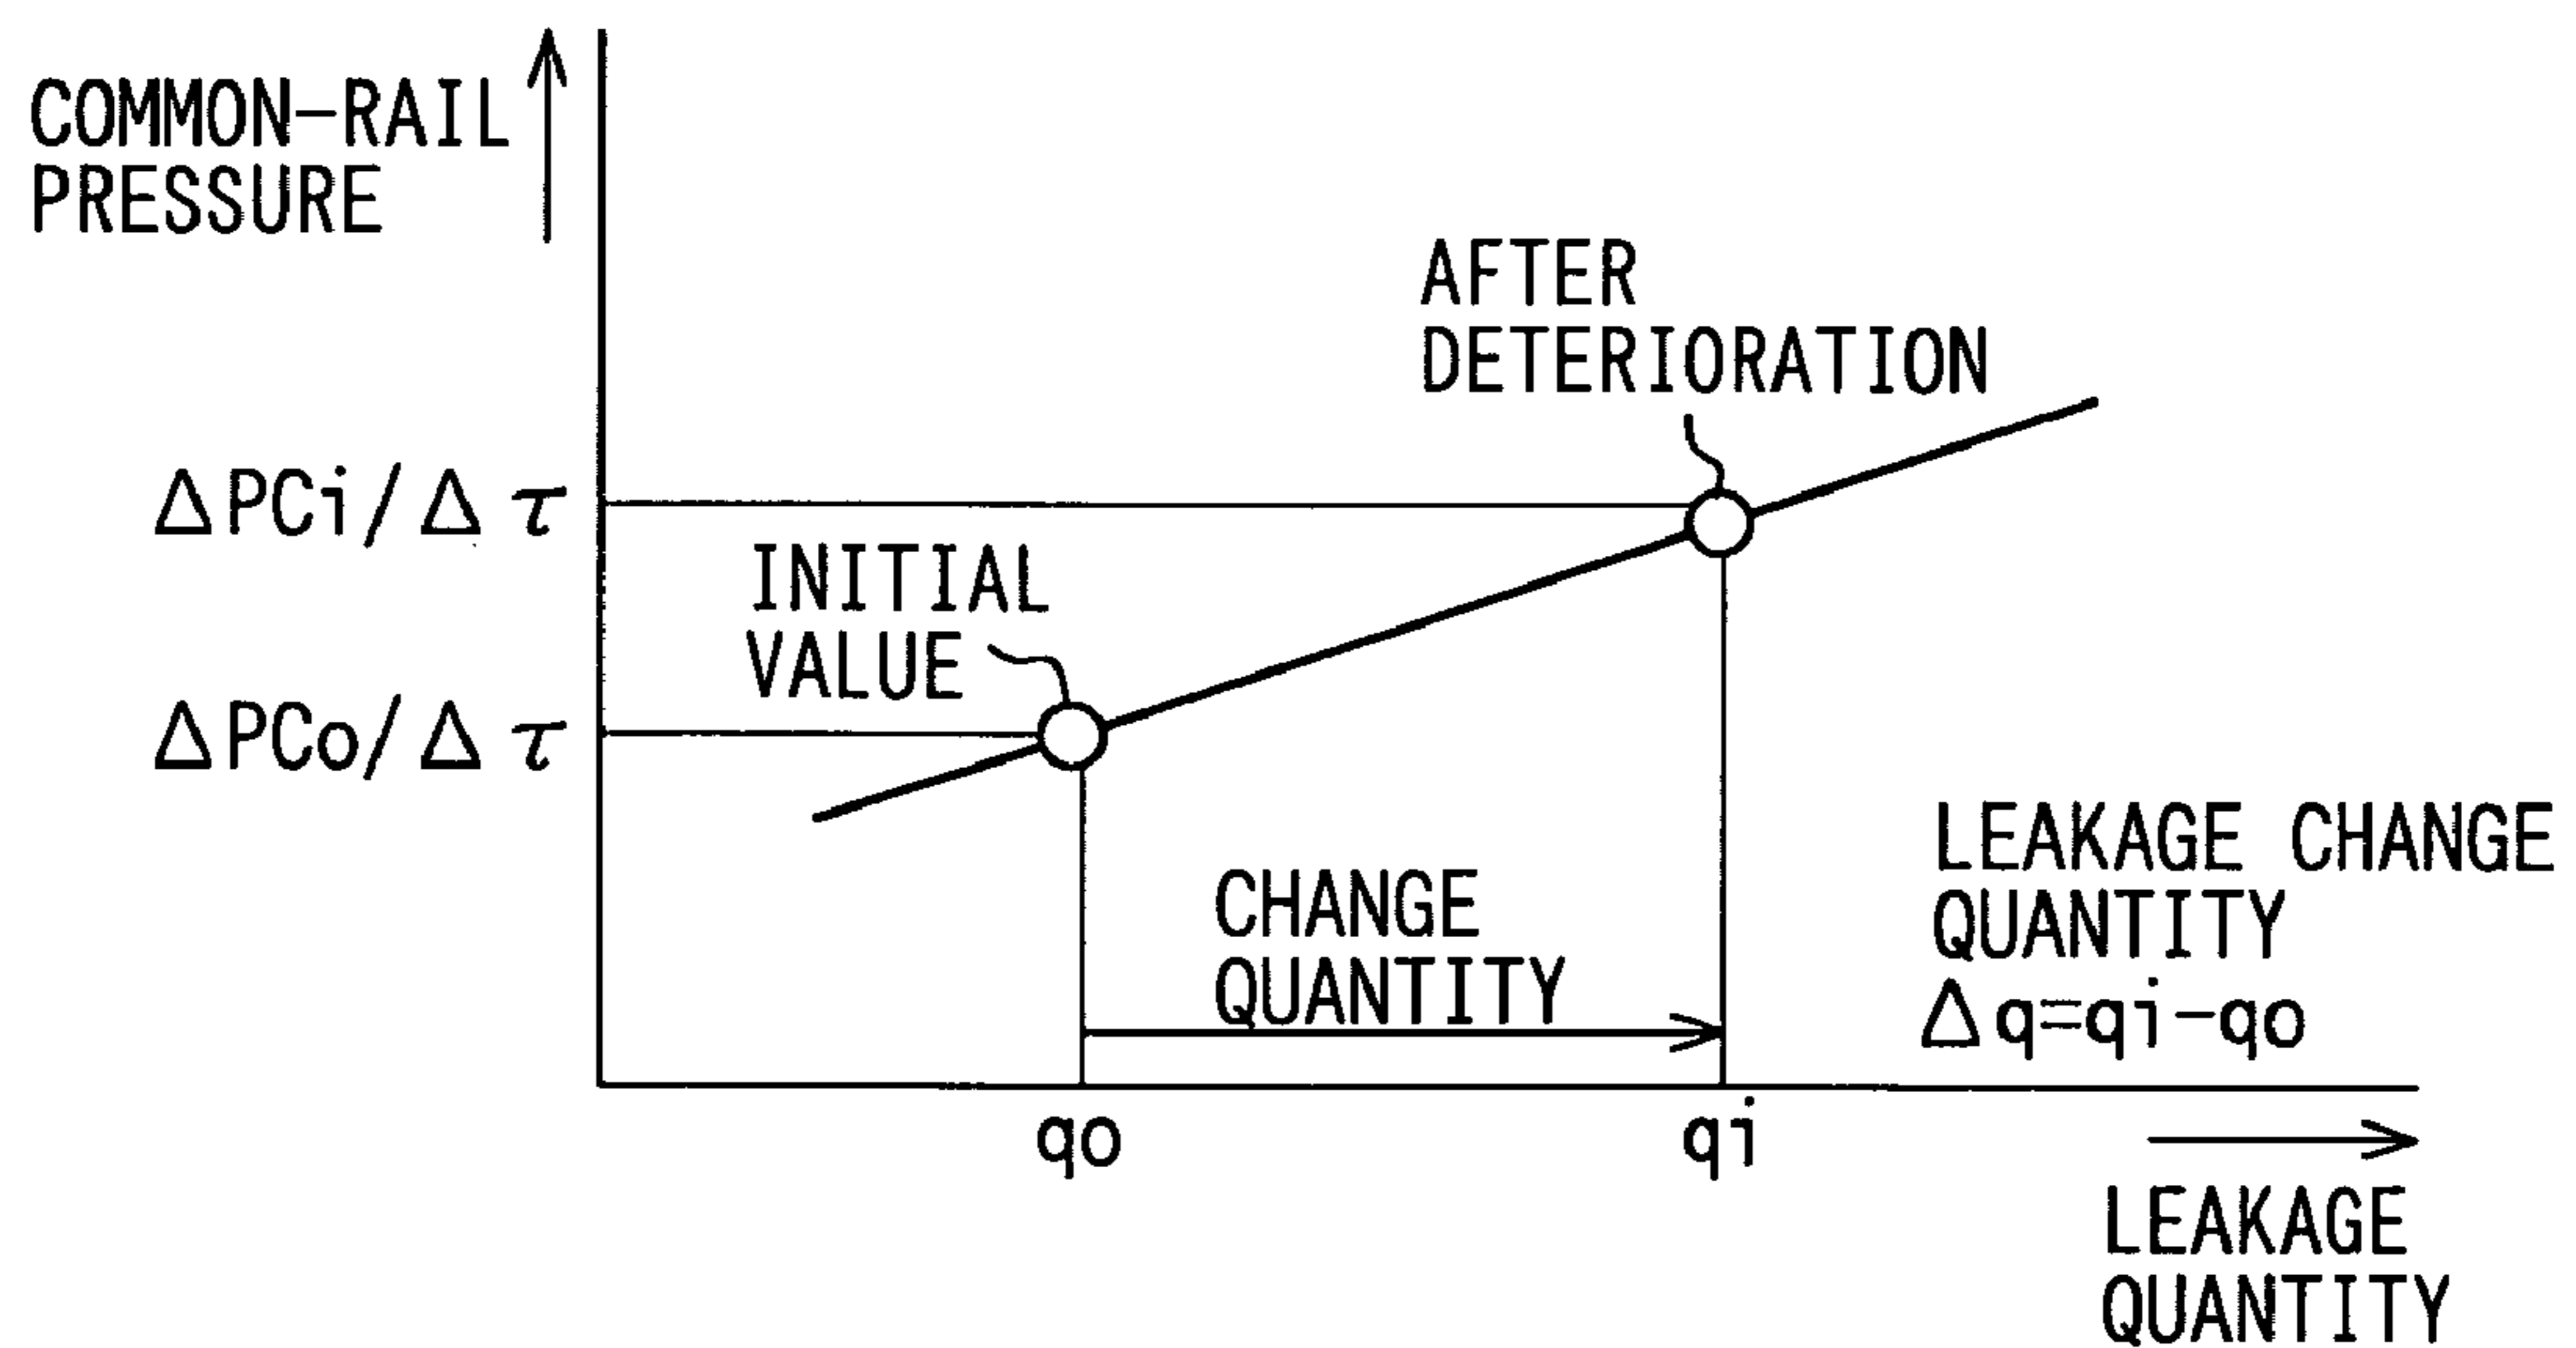 COMMON-RAIL
PRESSURE
AFTER
DETERIORATION
ΔPCi/Δτ
INITIAL
VALUE
ΔPCo/Δτ
CHANGE
QUANTITY
LEAKAGE CHANGE
QUANTITY
Δq=qi-qo
qo
qi
LEAKAGE
QUANTITY